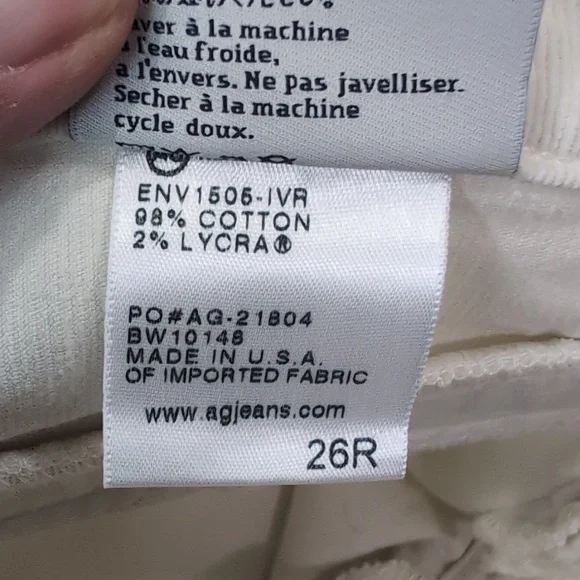 à la machine
l'eau froide,
à l'envers. Ne pas javelliser.
Secher à la machine
cycle doux.
ENV1505-IVR
98% COTTON
2% LYCRA®
PO#AG-21804
BW10148
MADE IN U.S.A.
OF IMPORTED FABRIC
www.agjeans.com
26R